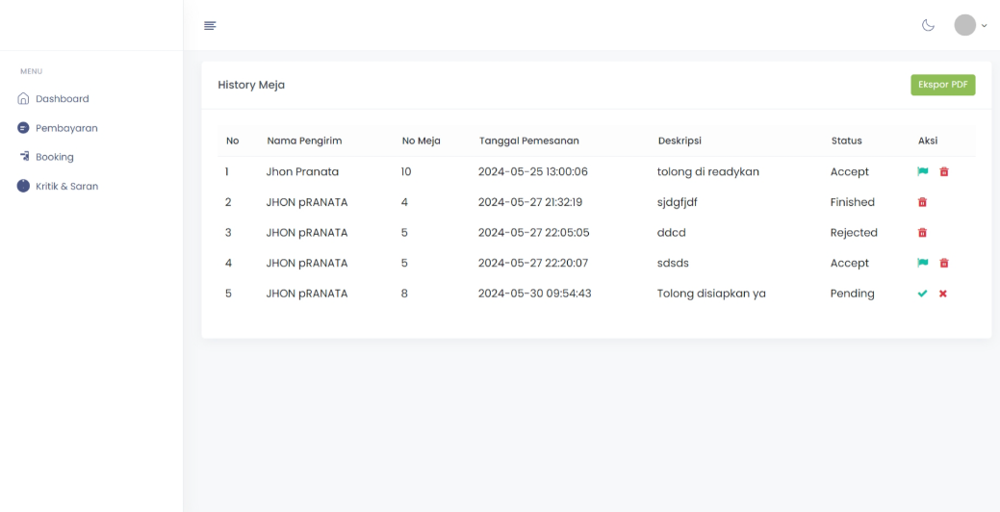 MENU
Dashboard
Pembayaran
Booking
Kritik & Saran
History Meja
Ekspor PDF
No Nama Pengirim No Meja Tanggal Pemesanan Deskripsi Status Aksi
1 Jhon Pranata 10 2024-05-25 13:00:06 tolong di readykan Accept
2 JHON pRANATA 4 2024-05-27 21:32:19 sjdgfjdf Finished
3 JHON pRANATA 5 2024-05-27 22:05:05 ddcd Rejected
4 JHON pRANATA 5 2024-05-27 22:20:07 sdsds Accept
5 JHON pRANATA 8 2024-05-30 09:54:43 Tolong disiapkan ya Pending